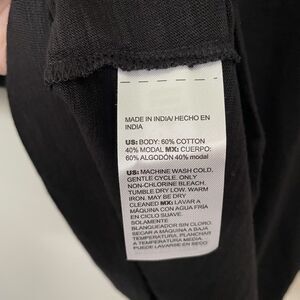 MADE IN INDIA/ HECHO EN
INDIA
US: BODY: 60% COTTON
40% MODAL MX: CUERPO:
60% ALGODÓN 40% modal
US: MACHINE WASH COLD,
GENTLE CYCLE. ONLY
NON-CHLORINE BLEACH.
TUMBLE DRY LOW. WARM
IRON. MAY BE DRY
CLEANED MX: LAVAR A
MÁQUINA CON AGUA FRÍA
EN CICLO SUAVE.
SOLAMENTE
BLANQUEADOR SIN CLORO.
SECAR A MÁQUINA A BAJA
TEMPERATURA. PLANCHAR
A TEMPERATURA MEDIA.
PUEDE LAVARSE EN SECO